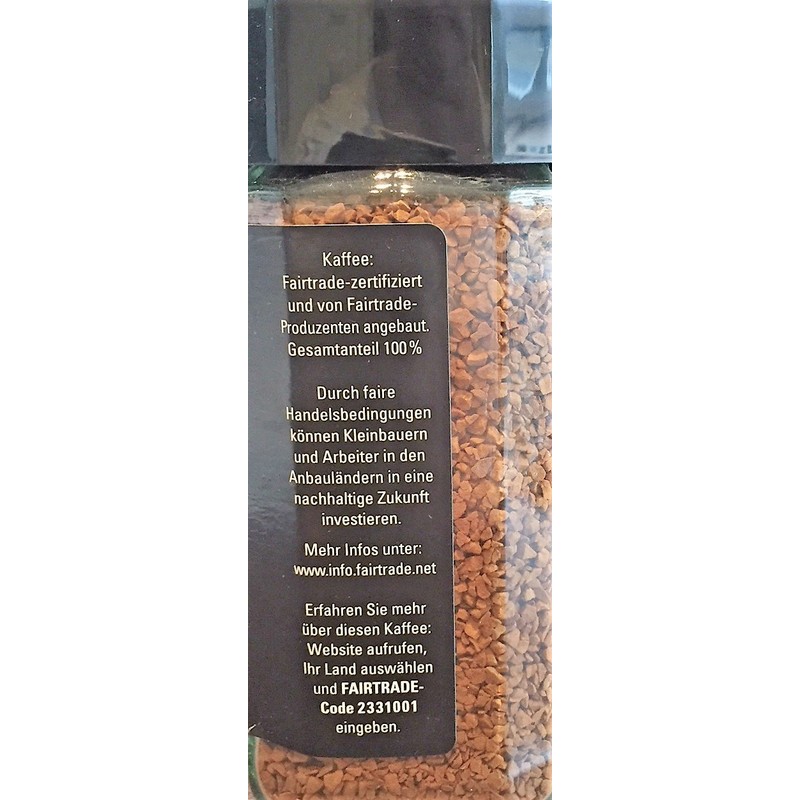 Kaffee:
Fairtrade-zertifiziert
und von Fairtrade-
Produzenten angebaut.
Gesamtanteil 100%
Durch faire
Handelsbedingungen
können Kleinbauern
und Arbeiter in den
Anbauländern in eine
nachhaltige Zukunft
investieren.
Mehr Infos unter:
www.info.fairtrade.net
Erfahren Sie mehr
über diesen Kaffee:
Website aufrufen,
Ihr Land auswählen
und FAIRTRADE-
Code 2331001
eingeben.